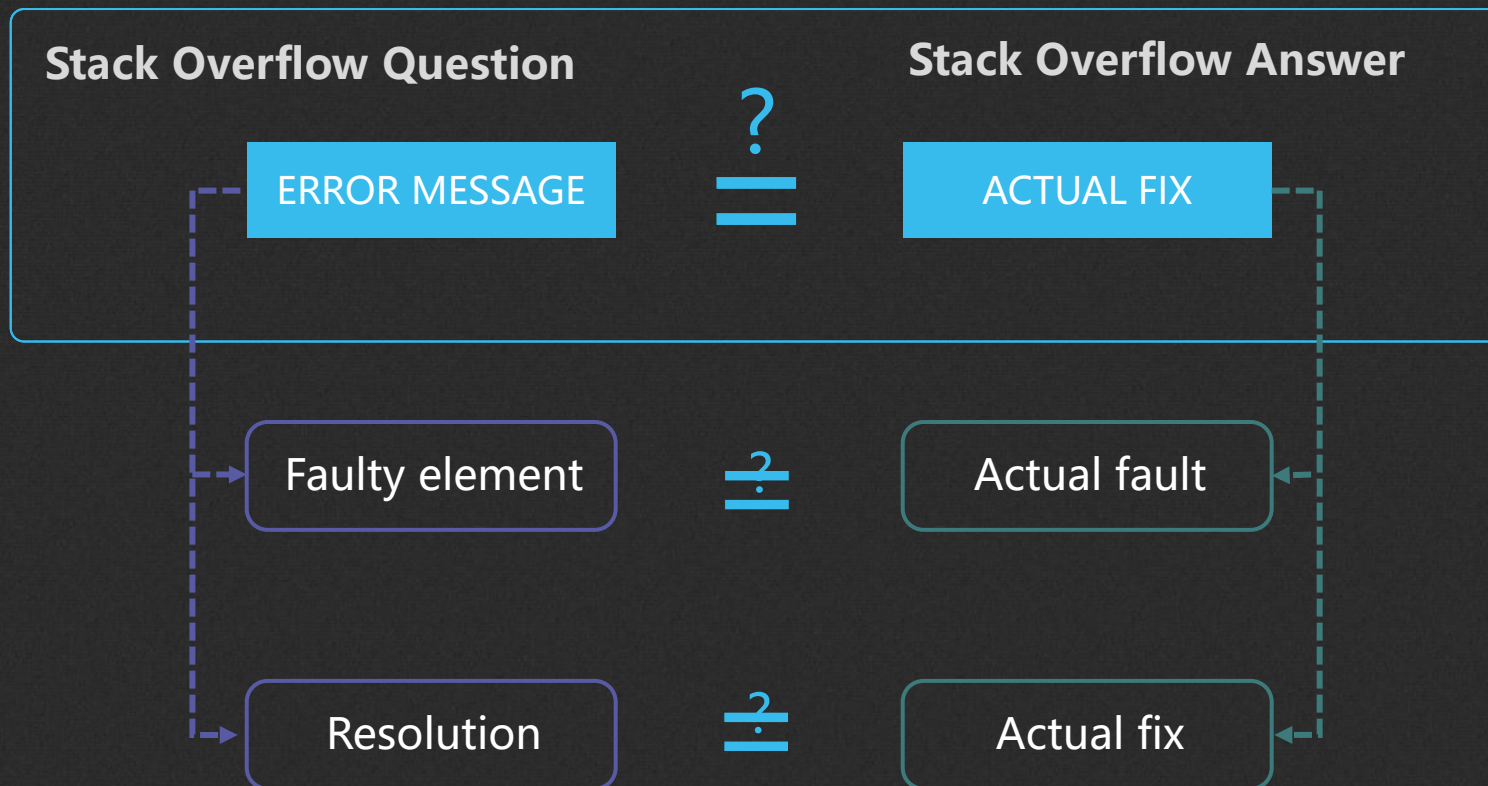 Stack Overflow Question
Stack Overflow Answer
?
ERROR MESSAGE
=
ACTUAL FIX
Faulty element
?
=
Actual fault
Resolution
?
=
Actual fix